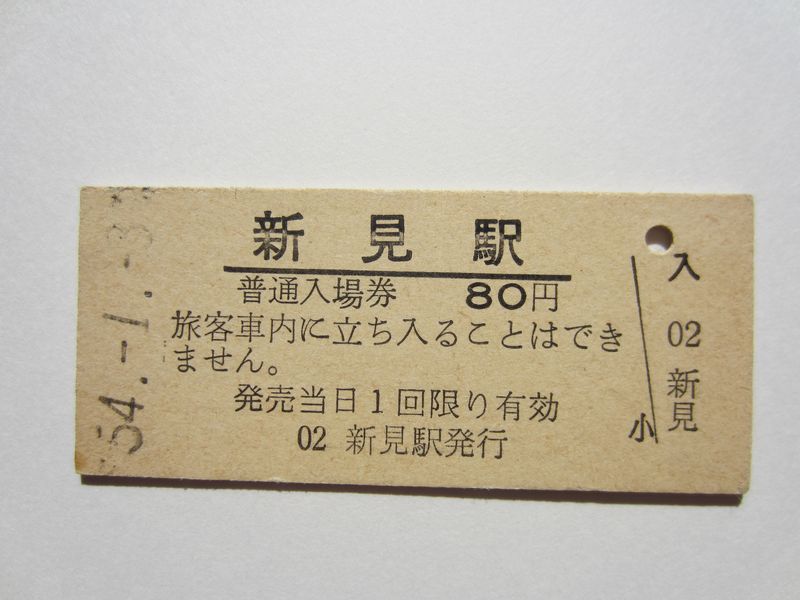 新見駅
普通入場券 80円
旅客車内に立ち入ることはでき
ません。
発売当日1回限り有効
02 新見駅発行
入
02
新見
小
54.-1.-3